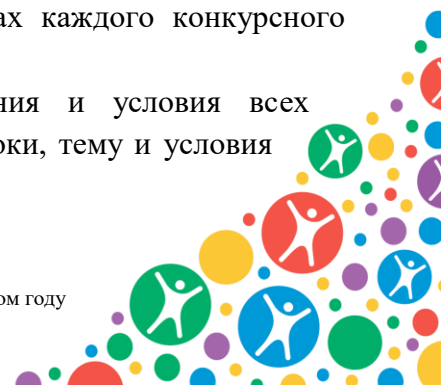 ах каждого конкурсного
ния и условия всех
оки, тему и условия
ом году